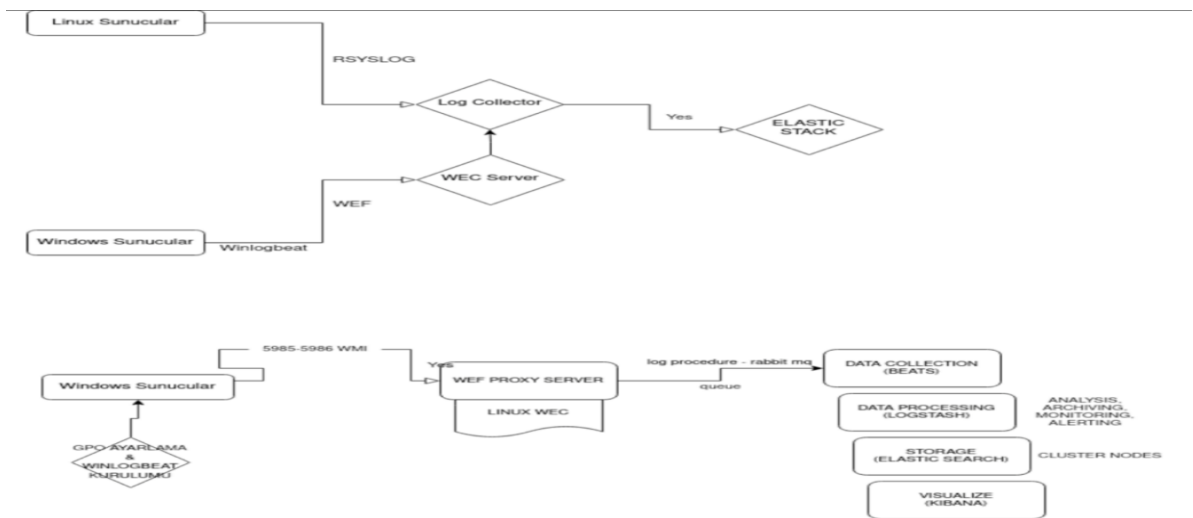 Linux Sunucular
RSYSLOG
Log Collector
Yes
ELASTIC
STACK
WEC Server
WEF
Windows Sunucular
Winlogbeat
5985-5986 WMI
Yes
log procedure - rabbit mq
queue
Windows Sunucular
WEF PROXY SERVER
LINUX WEC
GPO AYARLAMA
&
WINLOGBEAT
KURULUMU
DATA COLLECTION
(BEATS)
DATA PROCESSING
(LOGSTASH)
ANALYSIS,
ARCHIVING,
MONITORING,
ALERTING
STORAGE
(ELASTIC SEARCH)
CLUSTER NODES
VISUALIZE
(KIBANA)